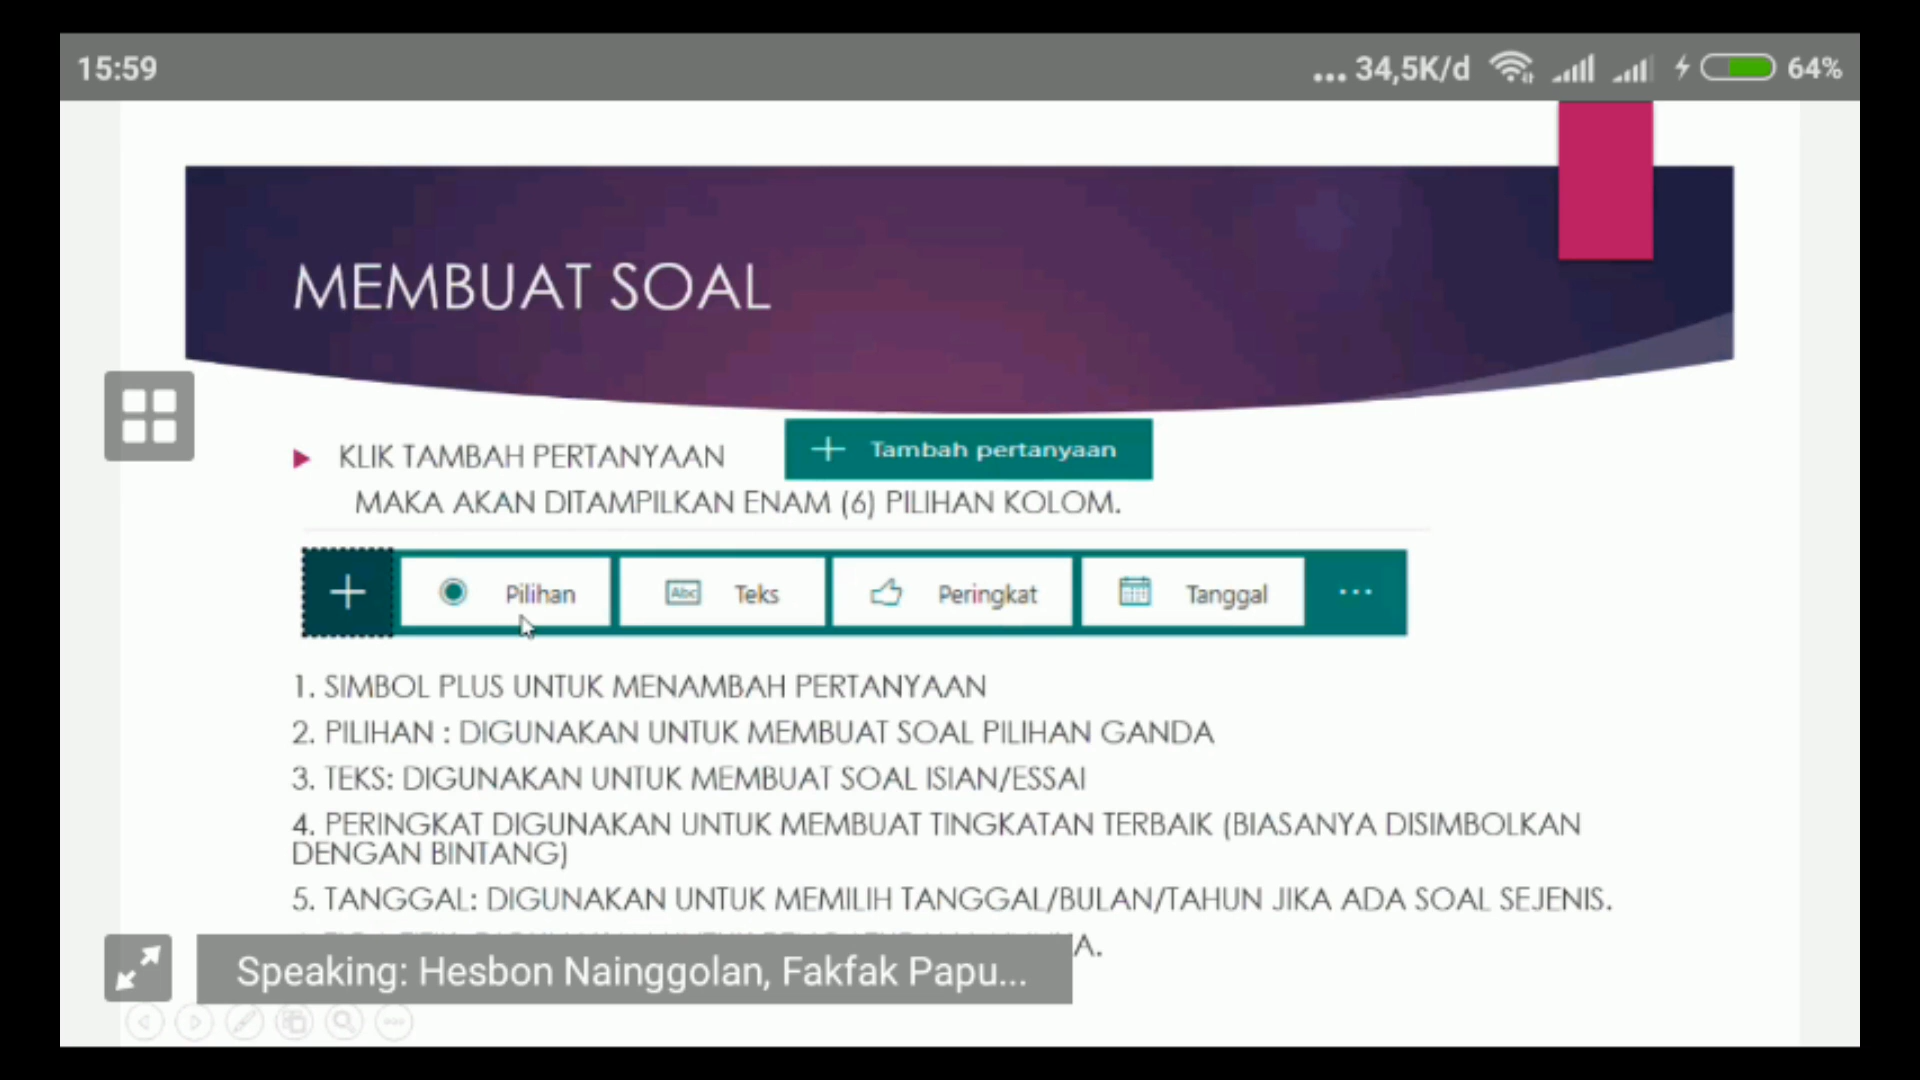 15:59
... 34,5K/d
64%
MEMBUAT SOAL
KLIK TAMBAH PERTANYAAN
+ Tambah pertanyaan
MAKA AKAN DITAMPILKAN ENAM (6) PILIHAN KOLOM.
+ Pilihan Abc Teks Peringkat Tanggal ...
1. SIMBOL PLUS UNTUK MENAMBAH PERTANYAAN
2. PILIHAN : DIGUNAKAN UNTUK MEMBUAT SOAL PILIHAN GANDA
3. TEKS: DIGUNAKAN UNTUK MEMBUAT SOAL ISIAN/ESSAI
4. PERINGKAT DIGUNAKAN UNTUK MEMBUAT TINGKATAN TERBAIK (BIASANYA DISIMBOLKAN
DENGAN BINTANG)
5. TANGGAL: DIGUNAKAN UNTUK MEMILIH TANGGAL/BULAN/TAHUN JIKA ADA SOAL SEJENIS.
Speaking: Hesbon Nainggolan, Fakfak Papu...